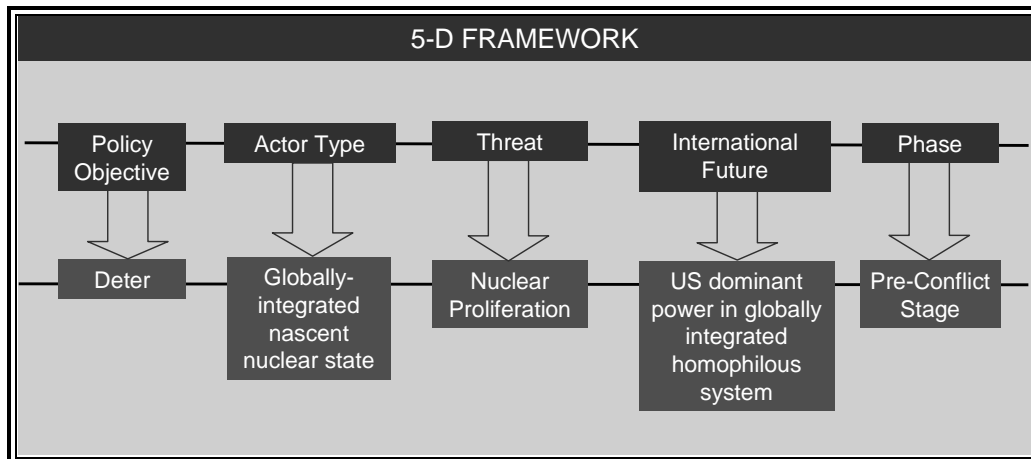 5-D FRAMEWORK
Policy
Objective
Actor Type
Threat
International
Future
Phase
Deter
Globally-
integrated
nascent
nuclear state
Nuclear
Proliferation
US dominant
power in globally
integrated
homophilous
system
Pre-Conflict
Stage